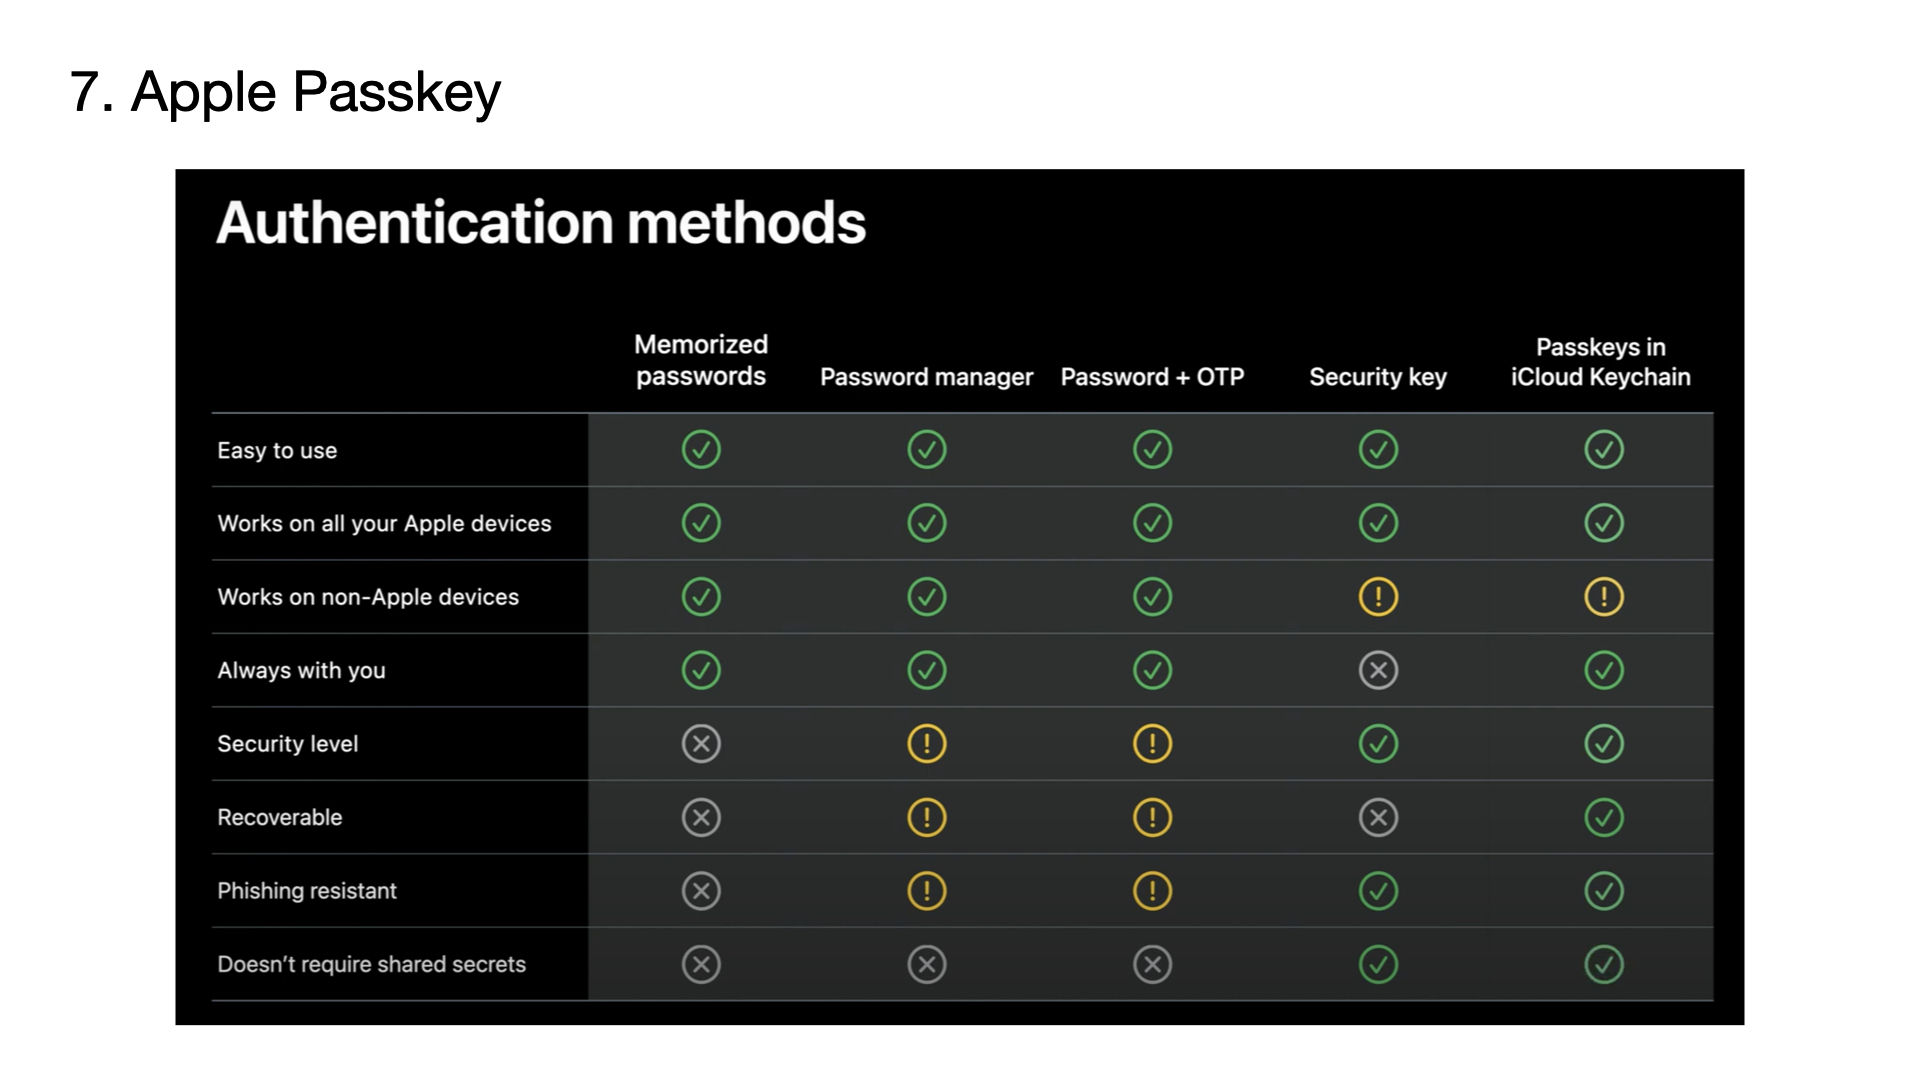 7. Apple Passkey
Authentication methods
Memorized
passwords
Password manager
Password + OTP
Security key
Passkeys in
iCloud Keychain
Easy to use
Works on all your Apple devices
Works on non-Apple devices
Always with you
Security level
Recoverable
Phishing resistant
Doesn’t require shared secrets